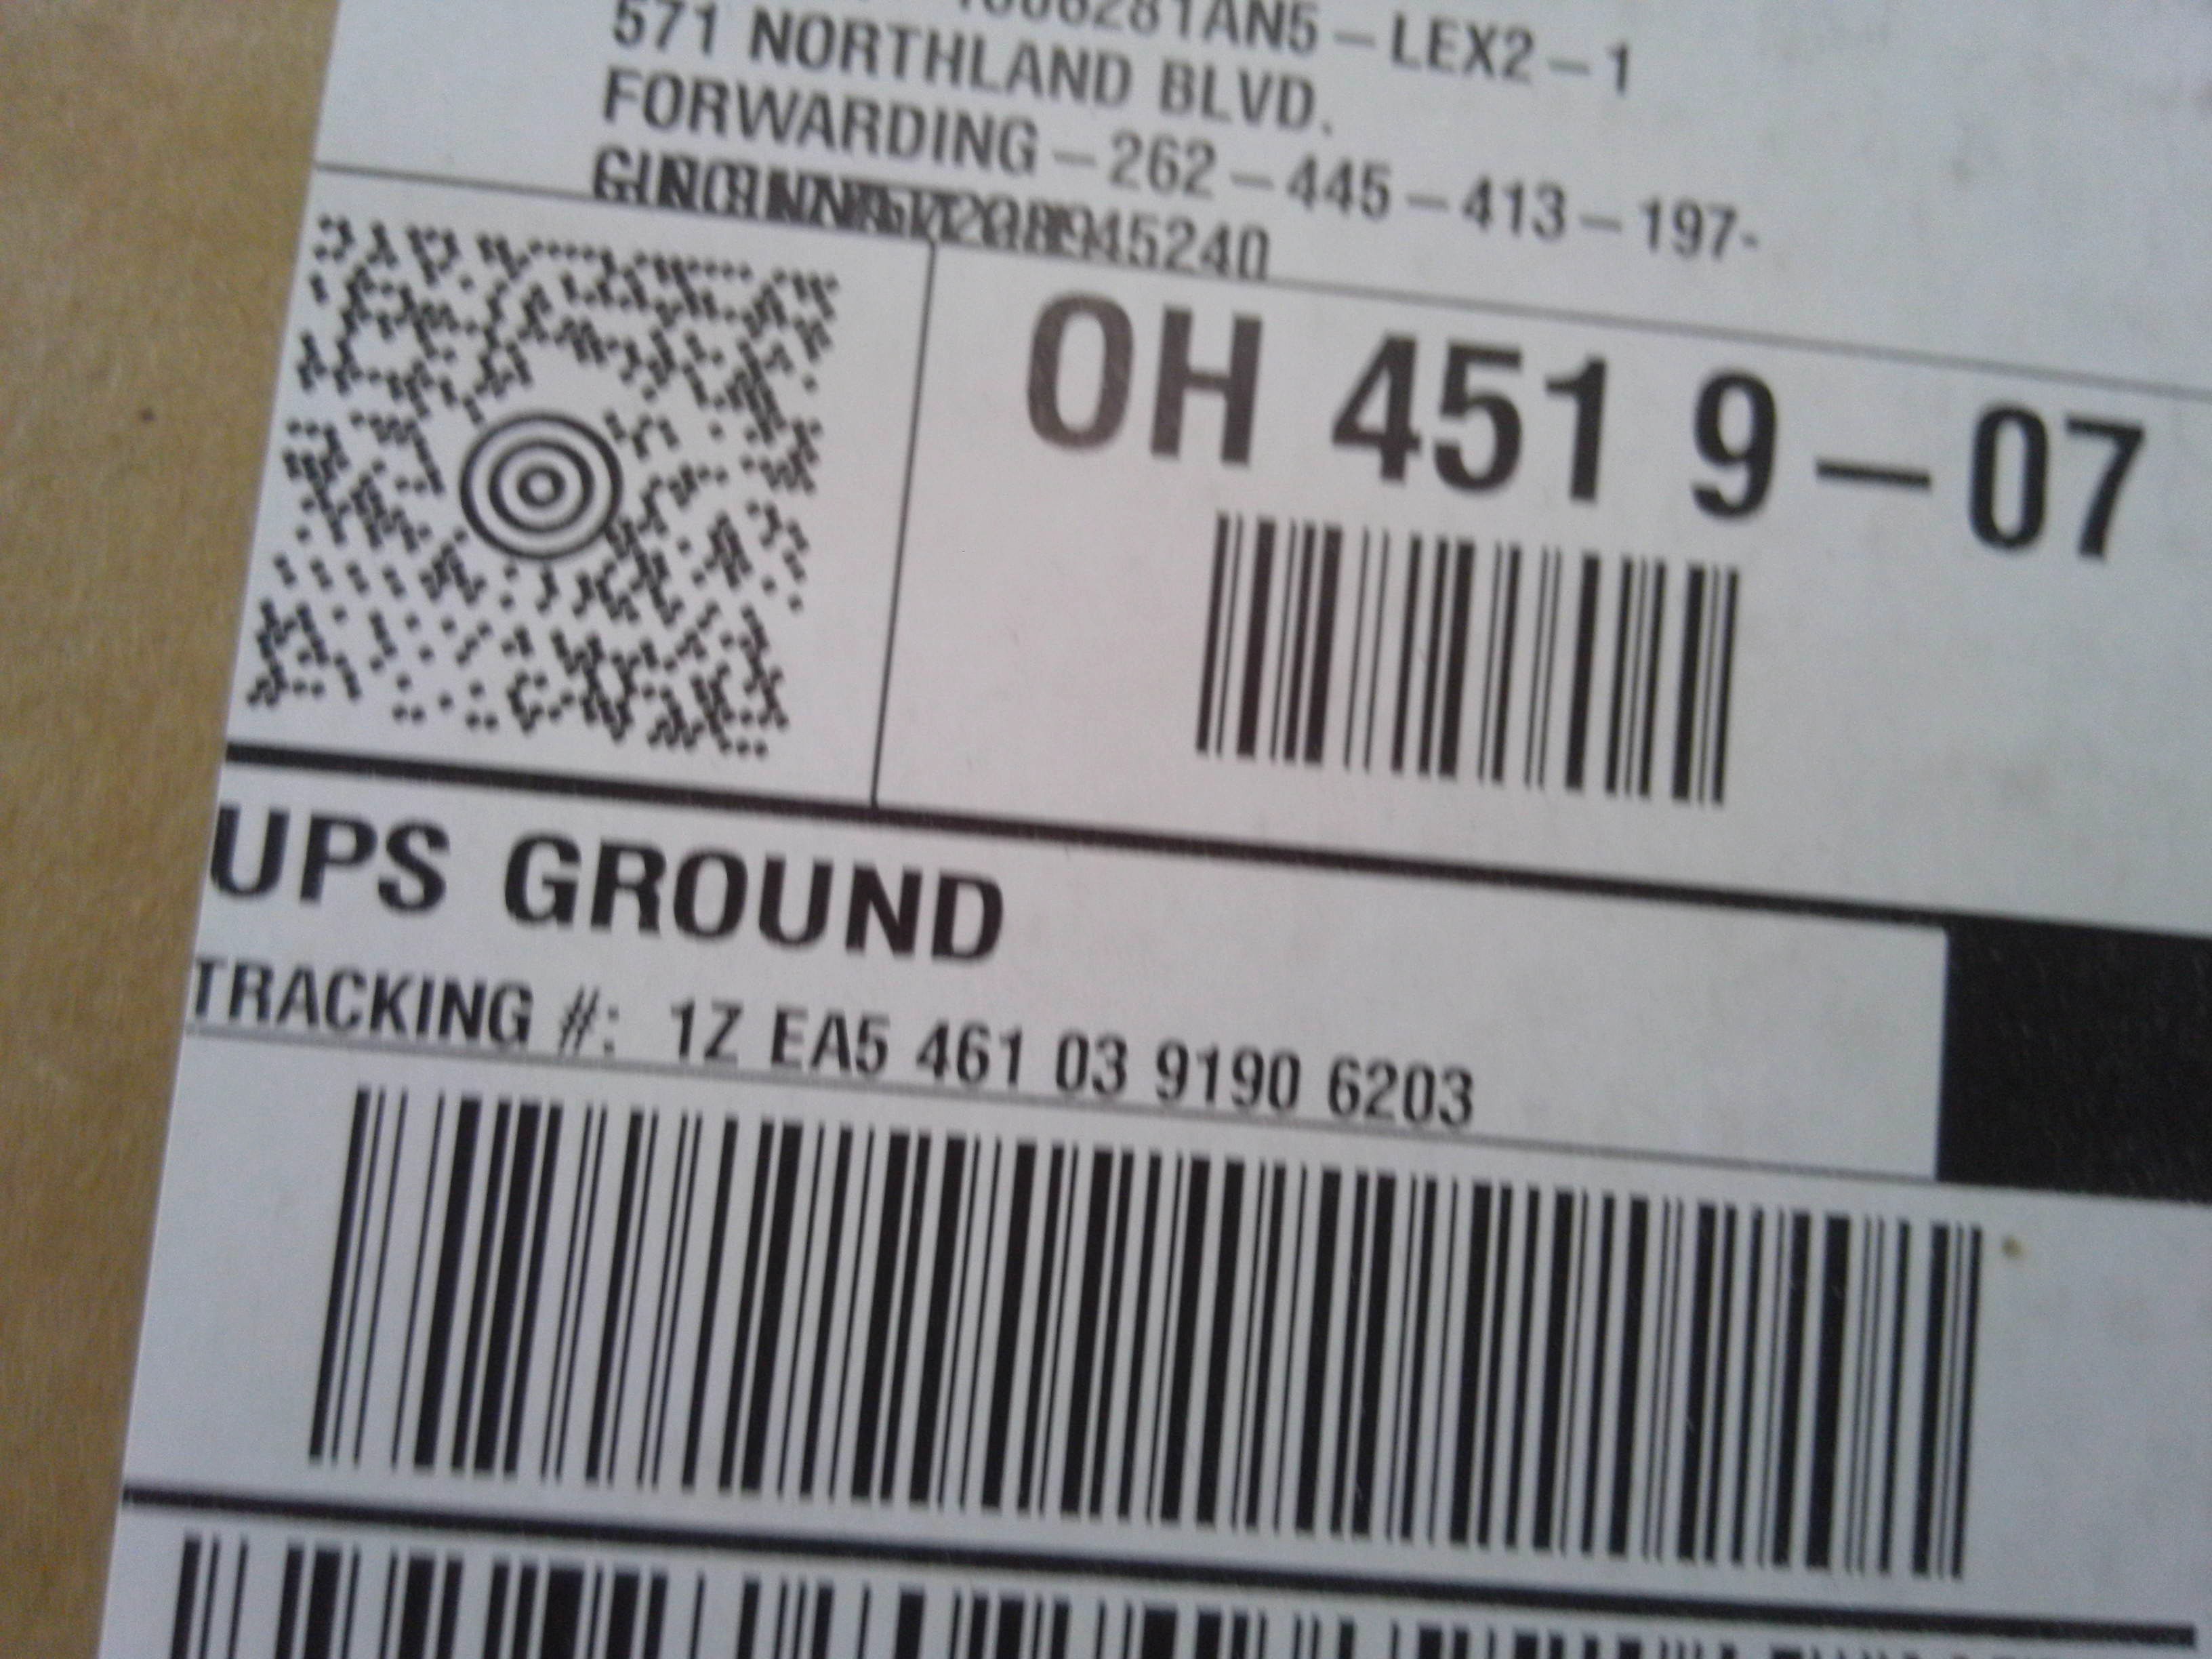 571 NORTHLAND BLVD.
FORWARDING – 262 – 445 – 413 – 197-
OH 451 9 – 07
UPS GROUND
TRACKING #: 1Z EA5 461 03 9190 6203